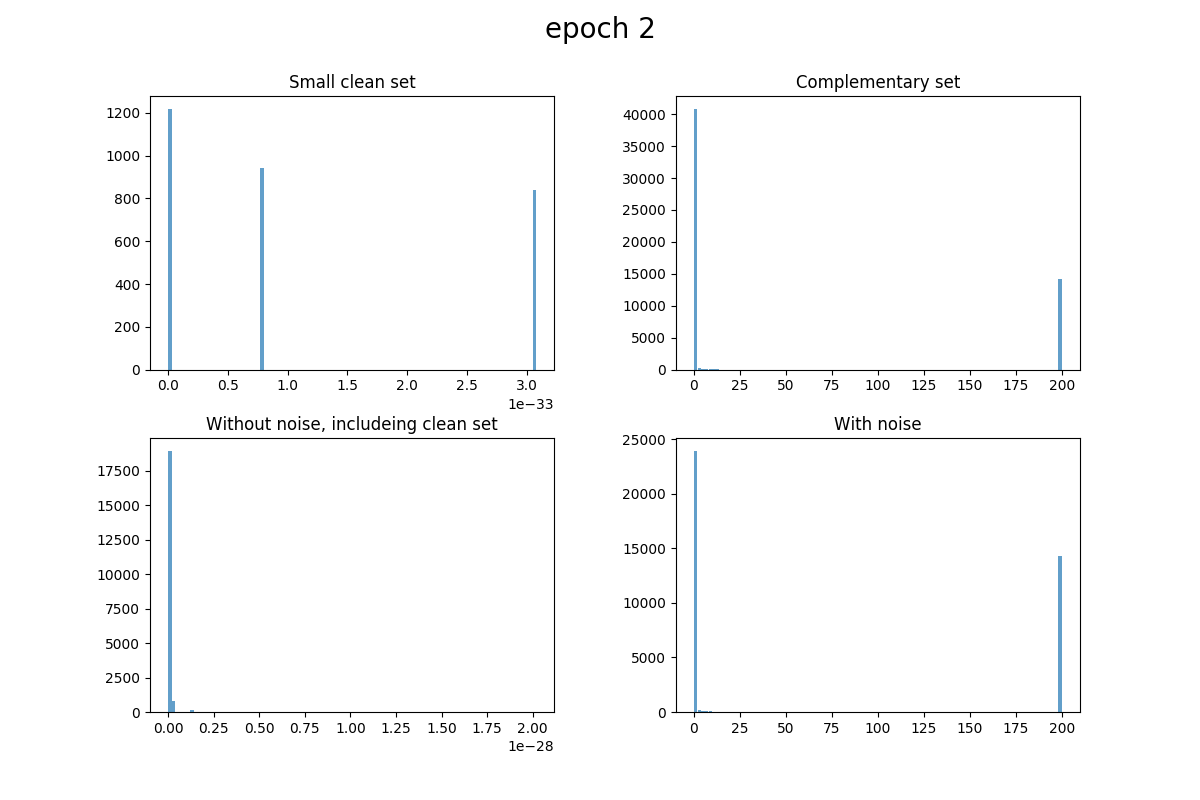 epoch 2
Small clean set
1200
1000
800
600
400
200
0
0.0 0.5 1.0 1.5 2.0 2.5 3.0
1e−33
Complementary set
40000
35000
30000
25000
20000
15000
10000
5000
0
0 25 50 75 100 125 150 175 200
Without noise, includeing clean set
17500
15000
12500
10000
7500
5000
2500
0
0.00 0.25 0.50 0.75 1.00 1.25 1.50 1.75 2.00
1e−28
With noise
25000
20000
15000
10000
5000
0
0 25 50 75 100 125 150 175 200